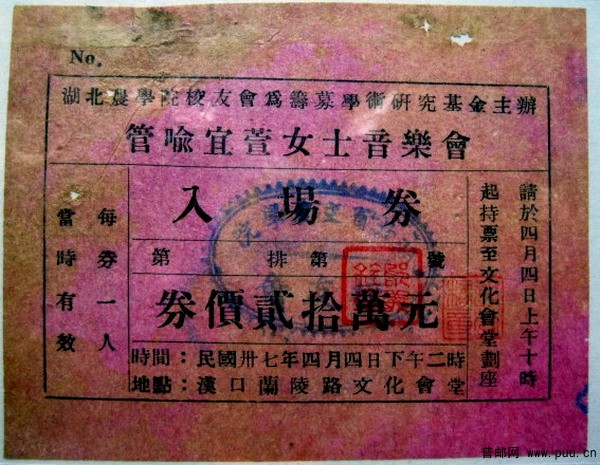 No.
湖北農學院校友會為籌募學術研究基金主辦
管喩宜萱女士音樂會
請於四月四日上午十時
起持票至文化會堂劃座
入場券
第 排第 號
券價貳拾萬元
每券一人
當時有效
時間：民國卅七年四月四日下午二時
地點：漢口蘭陵路文化會堂
普邮网 www.puu.cn